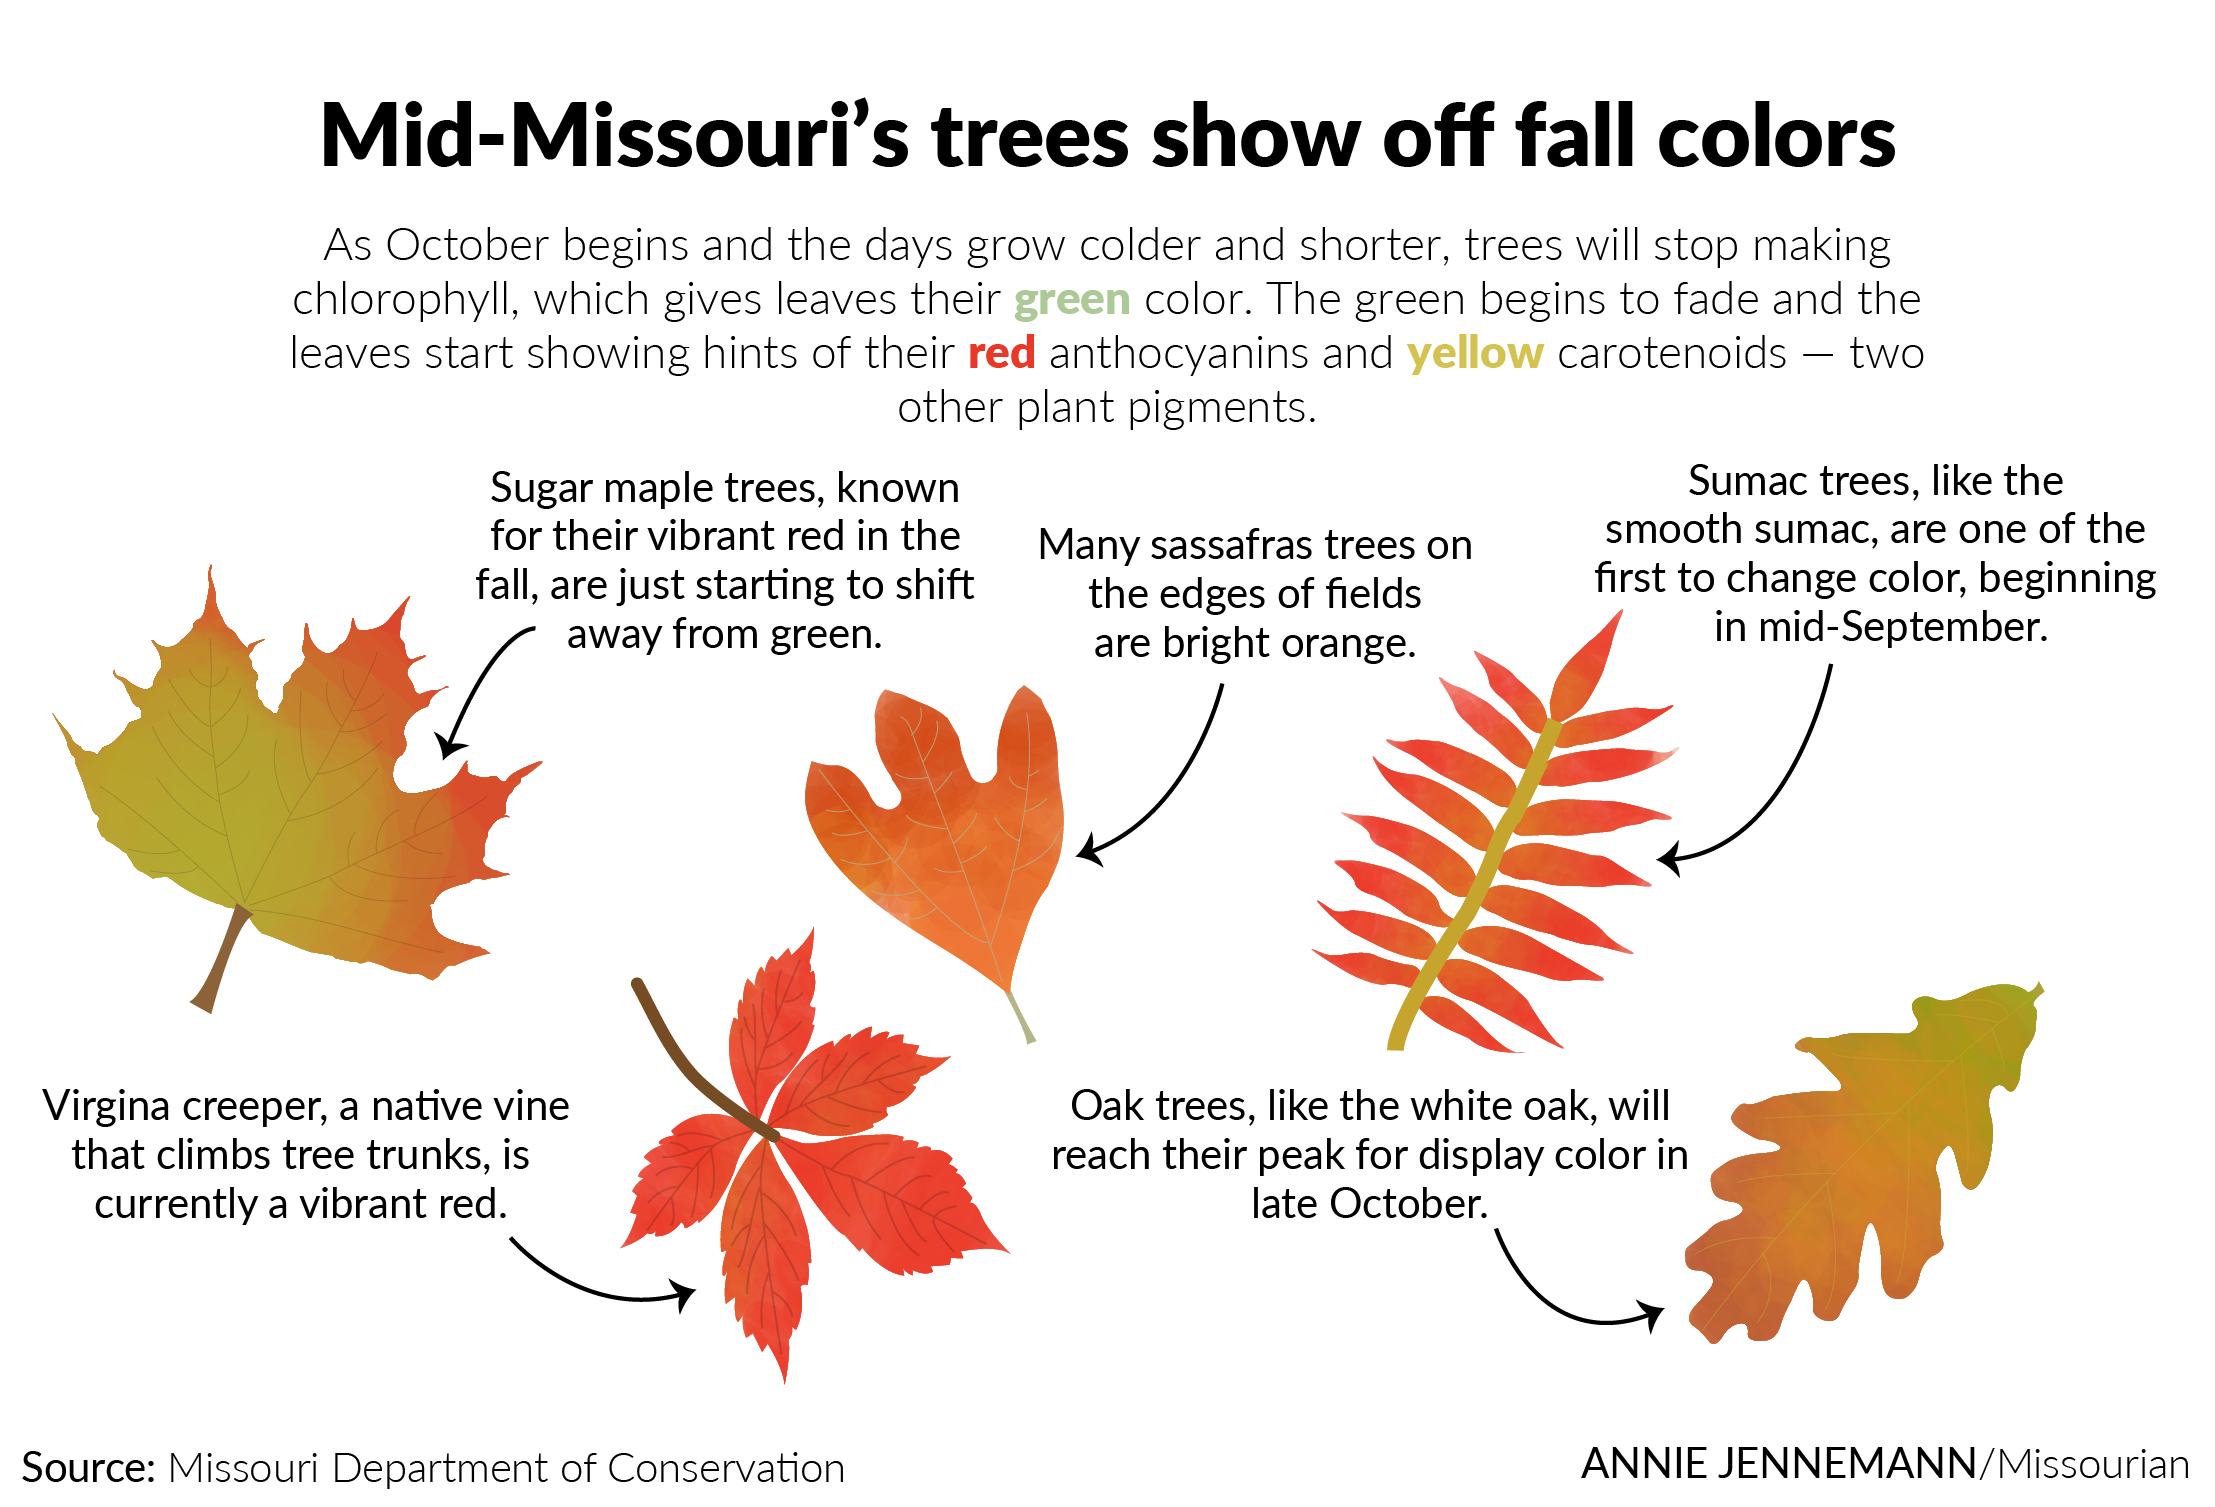 Mid-Missouri’s trees show off fall colors
As October begins and the days grow colder and shorter, trees will stop making
chlorophyll, which gives leaves their green color. The green begins to fade and the
leaves start showing hints of their red anthocyanins and yellow carotenoids — two
other plant pigments.
Sugar maple trees, known
for their vibrant red in the
fall, are just starting to shift
away from green.
Many sassafras trees on
the edges of fields
are bright orange.
Sumac trees, like the
smooth sumac, are one of the
first to change color, beginning
in mid-September.
Virgina creeper, a native vine
that climbs tree trunks, is
currently a vibrant red.
Oak trees, like the white oak, will
reach their peak for display color in
late October.
Source: Missouri Department of Conservation
ANNIE JENNEMANN/Missourian